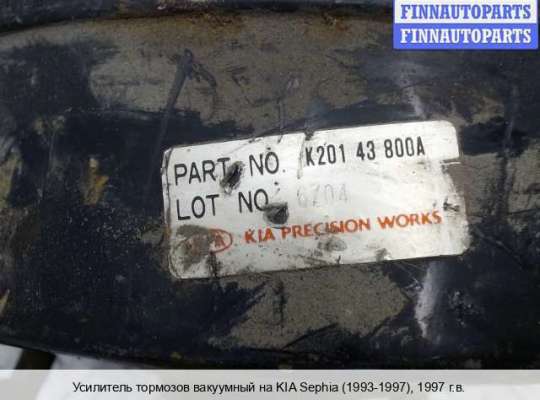 FINNAUTOPARTS
FINNAUTOPARTS
PART NO. K201 43 800A
LOT NO. 6Z04
KIA PRECISION WORKS
Усилитель тормозов вакуумный на KIA Sephia (1993-1997), 1997 г.в.